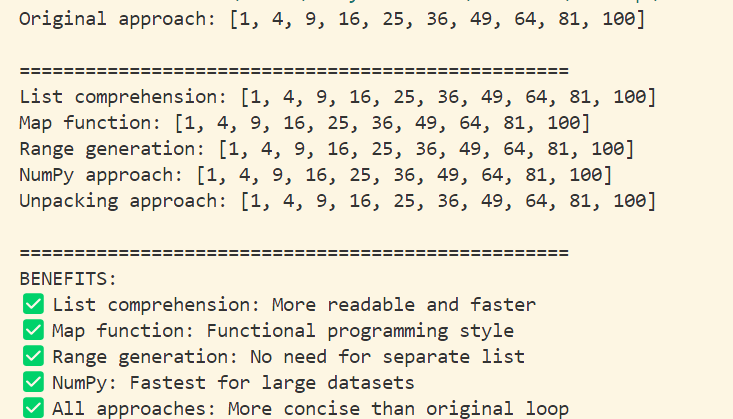 Original approach: [1, 4, 9, 16, 25, 36, 49, 64, 81, 100]
==================================================
List comprehension: [1, 4, 9, 16, 25, 36, 49, 64, 81, 100]
Map function: [1, 4, 9, 16, 25, 36, 49, 64, 81, 100]
Range generation: [1, 4, 9, 16, 25, 36, 49, 64, 81, 100]
NumPy approach: [1, 4, 9, 16, 25, 36, 49, 64, 81, 100]
Unpacking approach: [1, 4, 9, 16, 25, 36, 49, 64, 81, 100]
==================================================
BENEFITS:
✅ List comprehension: More readable and faster
✅ Map function: Functional programming style
✅ Range generation: No need for separate list
✅ NumPy: Fastest for large datasets
✅ All approaches: More concise than original loop